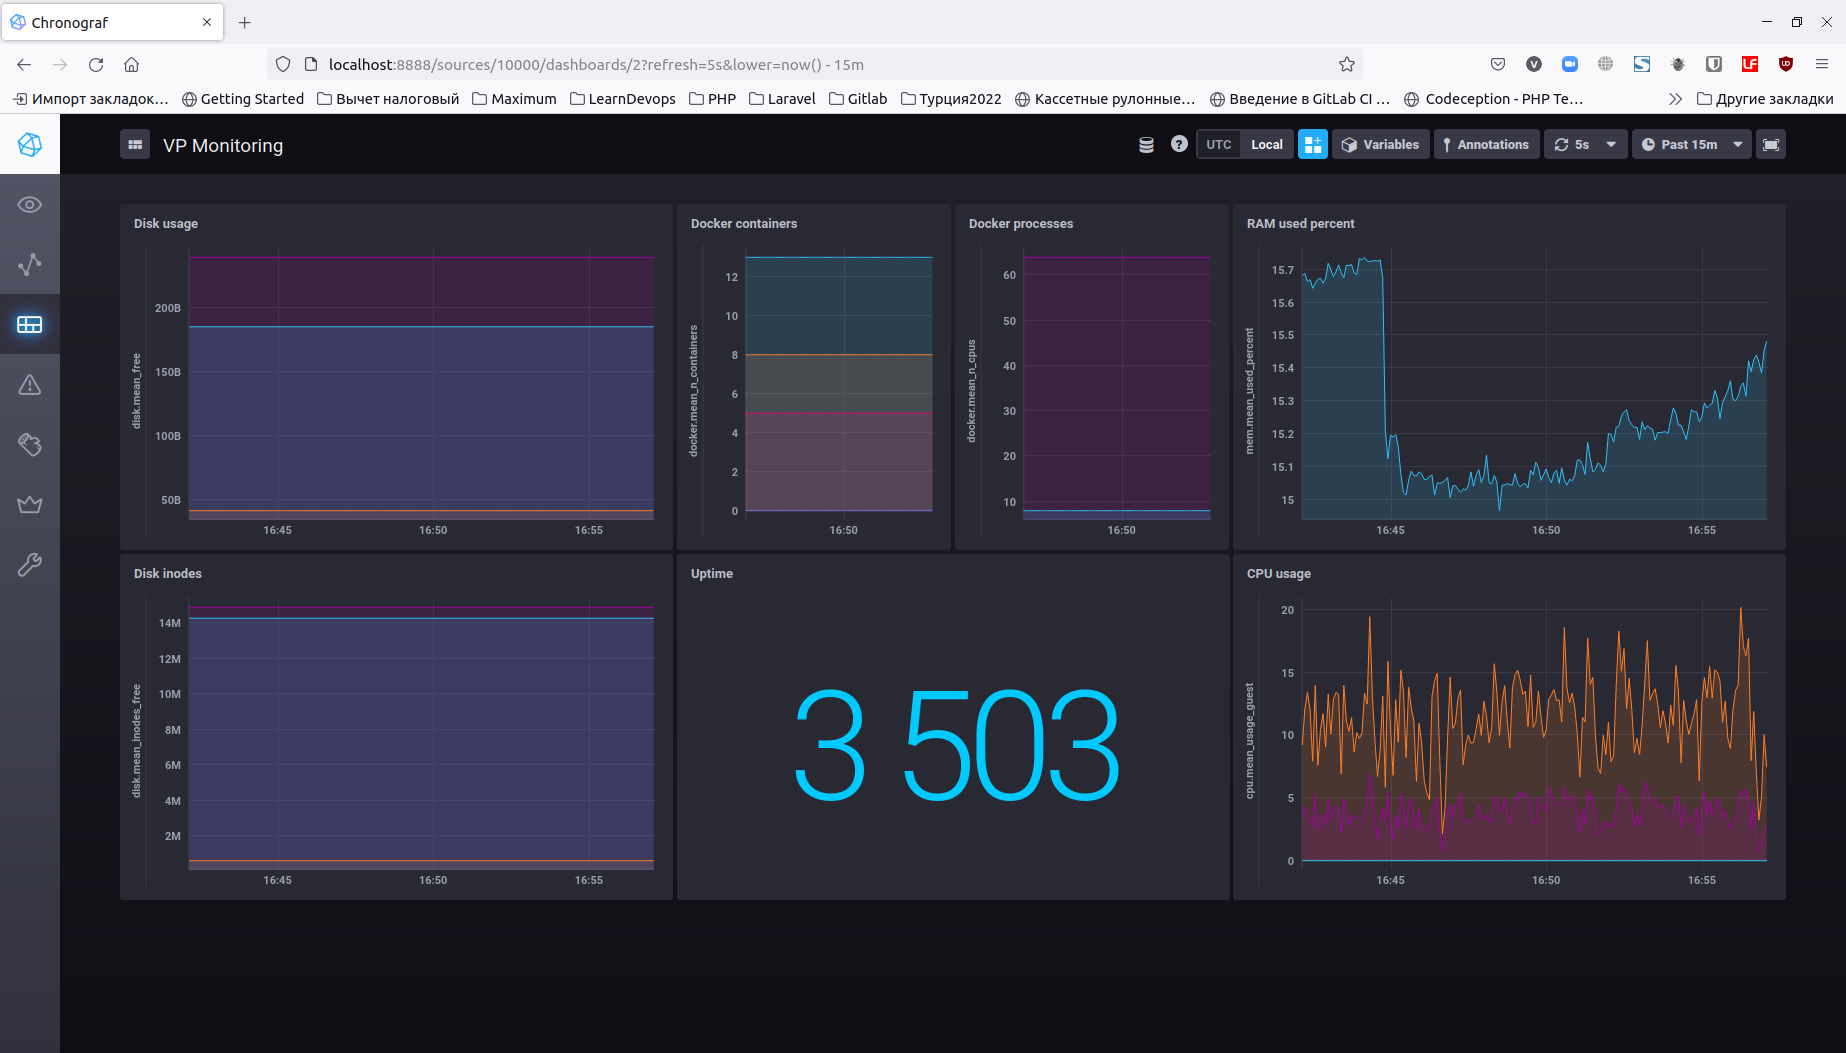 Chronograf
localhost:8888/sources/10000/dashboards/2?refresh=5s&lower=now() - 15m
Импорт закладок… Getting Started Вычет налоговый Maximum LearnDevops PHP Laravel Gitlab Турция2022 Кассетные рулонные… Введение в GitLab CI … Codeception - PHP Te… Другие закладки
VP Monitoring
UTC Local Variables Annotations 5s Past 15m
Disk usage
disk.mean_free
200B
150B
100B
50B
16:45 16:50 16:55
Docker containers
docker.mean_n_containers
12
10
8
6
4
2
0
16:50
Docker processes
docker.mean_n_cpus
60
50
40
30
20
10
16:50
RAM used percent
mem.mean_used_percent
15.7
15.6
15.5
15.4
15.3
15.2
15.1
15
16:45 16:50 16:55
Disk inodes
disk.mean_inodes_free
14M
12M
10M
8M
6M
4M
2M
16:45 16:50 16:55
Uptime
3 503
CPU usage
cpu.mean_usage_guest
20
15
10
5
0
16:45 16:50 16:55